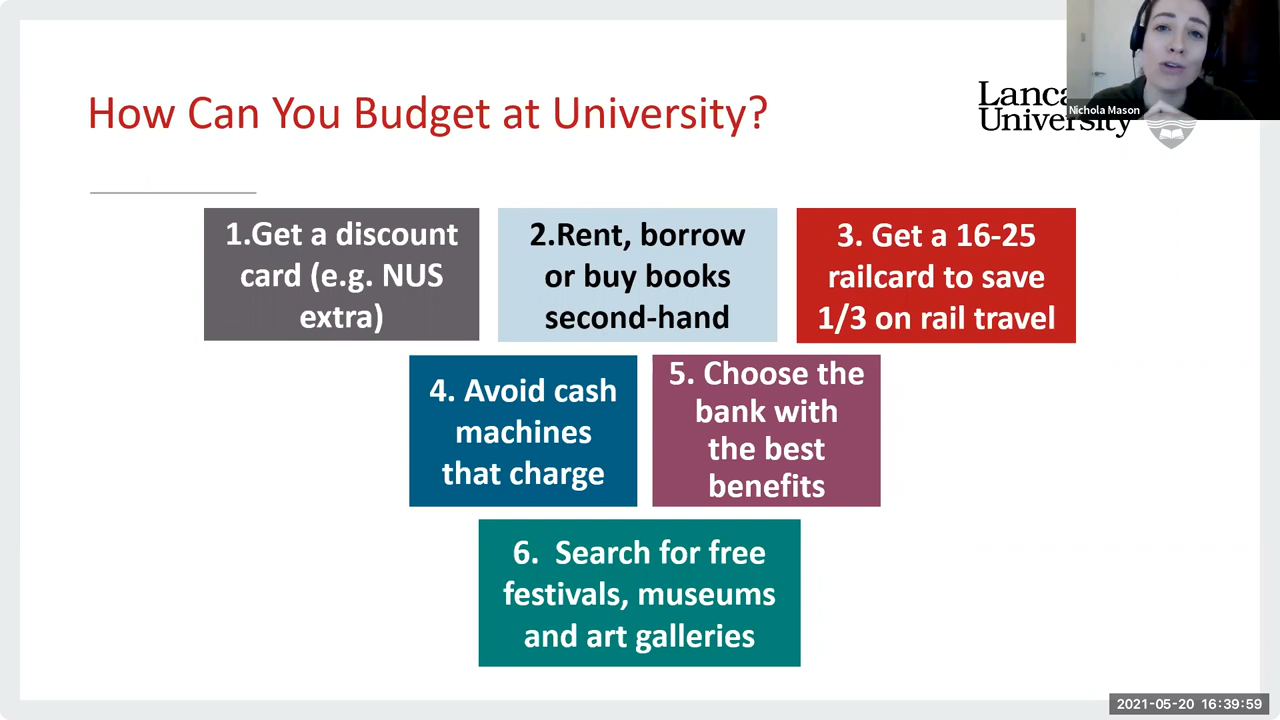 How Can You Budget at University?
Lanca
University
Nichola Mason
1.Get a discount
card (e.g. NUS
extra)
2.Rent, borrow
or buy books
second-hand
3. Get a 16-25
railcard to save
1/3 on rail travel
4. Avoid cash
machines
that charge
5. Choose the
bank with
the best
benefits
6.  Search for free
festivals, museums
and art galleries
2021-05-20 16:39:59